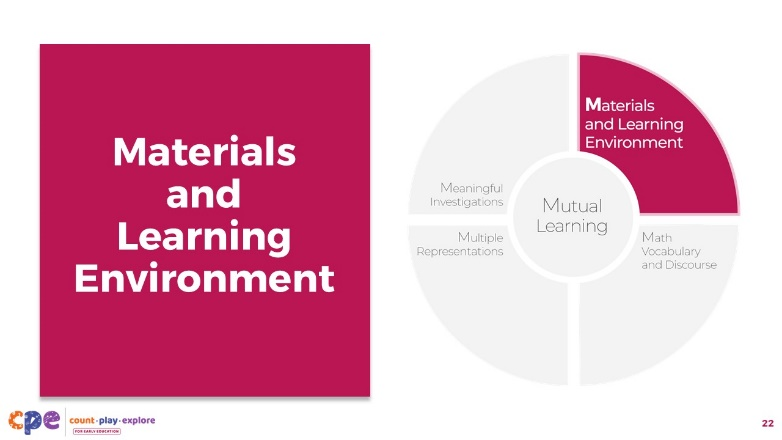 Materials
and
Learning
Environment
Materials
and Learning
Environment
Meaningful
Investigations
Mutual
Learning
Multiple
Representations
Math
Vocabulary
and Discourse
cpe
count·play·explore
FOR EARLY EDUCATION
22